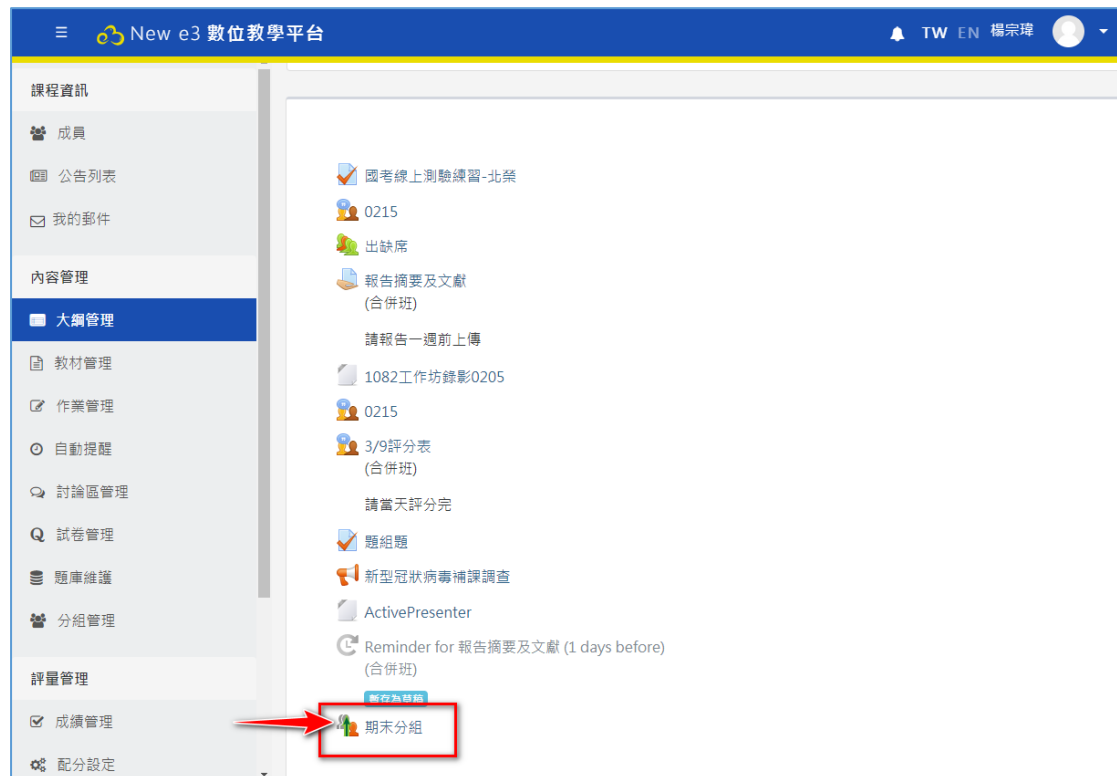 New e3 數位教學平台
TW EN 楊宗瑋
課程資訊
成員
公告列表
我的郵件
內容管理
大綱管理
教材管理
作業管理
自動提醒
討論區管理
試卷管理
題庫維護
分組管理
評量管理
成績管理
配分設定
國考線上測驗練習-北榮
0215
出缺席
報告摘要及文獻
(合併班)
請報告一週前上傳
1082工作坊錄影0205
0215
3/9評分表
(合併班)
請當天評分完
題組題
新型冠狀病毒補課調查
ActivePresenter
Reminder for 報告摘要及文獻 (1 days before)
(合併班)
暫存為草稿
期末分組